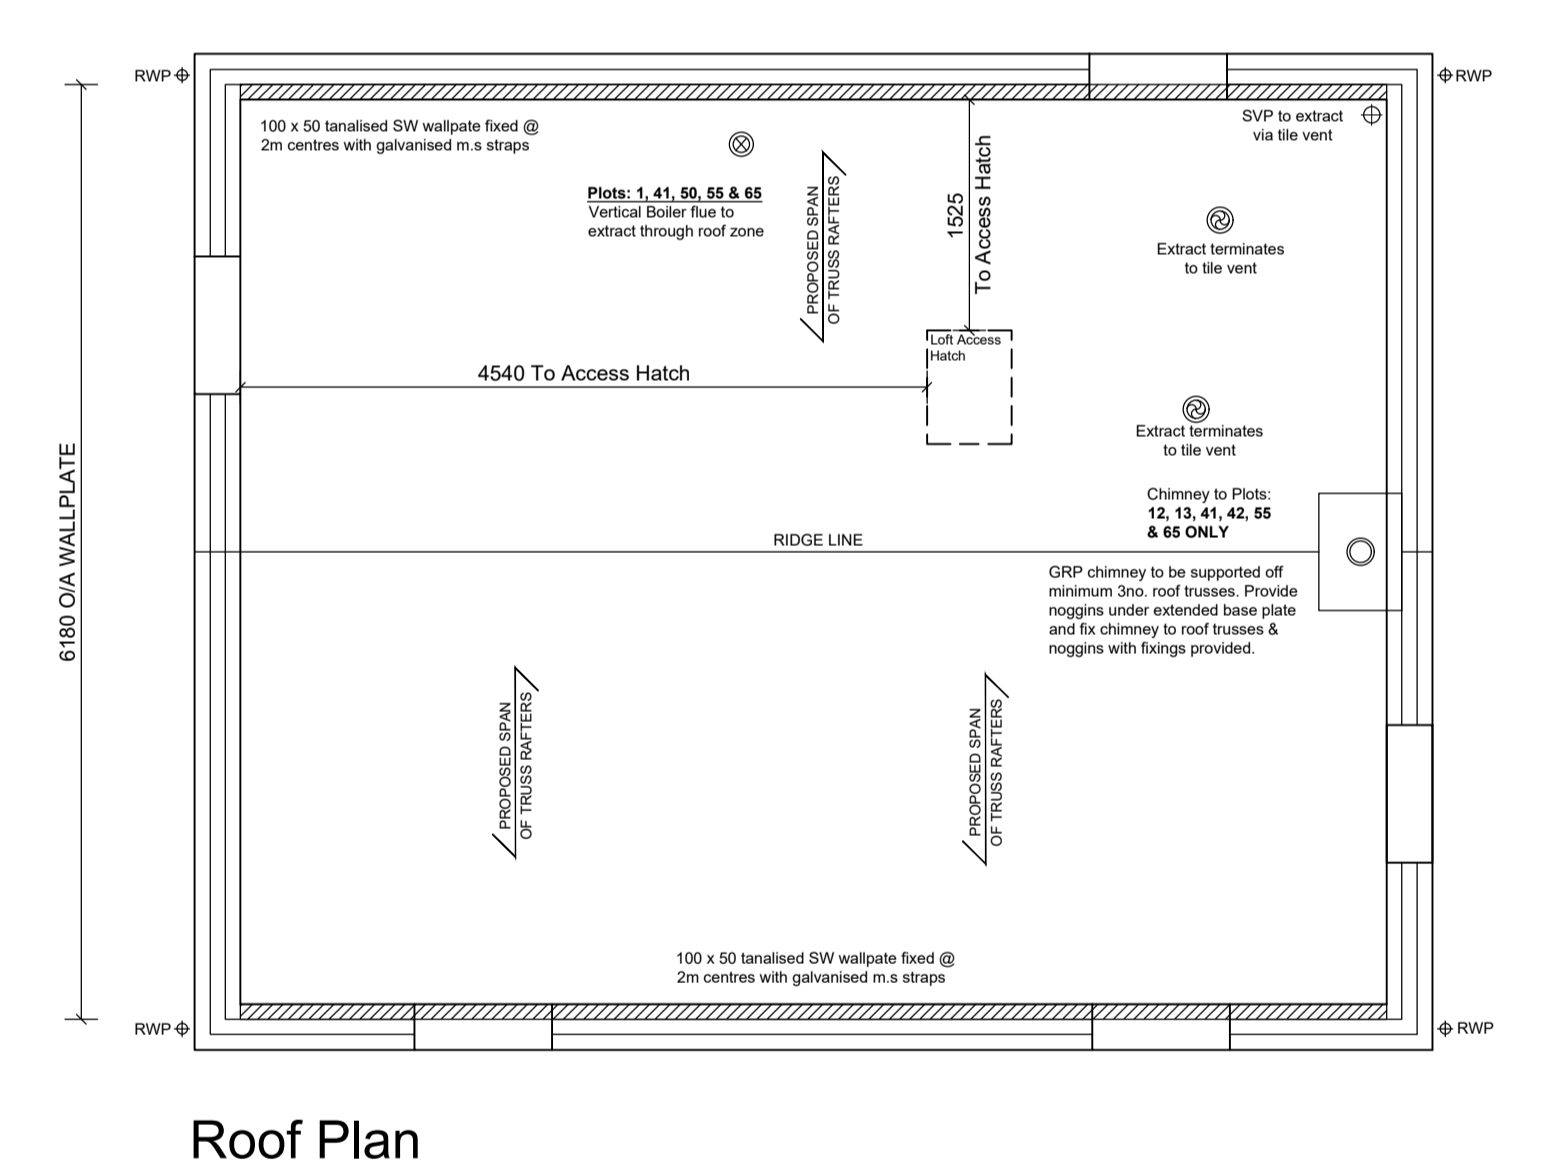 RWP
RWP
100 x 50 tanalised SW wallpate fixed @
2m centres with galvanised m.s straps
SVP to extract
via tile vent
Plots: 1, 41, 50, 55 & 65
Vertical Boiler flue to
extract through roof zone
PROPOSED SPAN
OF TRUSS RAFTERS
1525
To Access Hatch
Extract terminates
to tile vent
Loft Access
Hatch
4540 To Access Hatch
Extract terminates
to tile vent
6180 O/A WALLPLATE
Chimney to Plots:
12, 13, 41, 42, 55
& 65 ONLY
RIDGE LINE
GRP chimney to be supported off
minimum 3no. roof trusses. Provide
noggins under extended base plate
and fix chimney to roof trusses &
noggins with fixings provided.
PROPOSED SPAN
OF TRUSS RAFTERS
PROPOSED SPAN
OF TRUSS RAFTERS
100 x 50 tanalised SW wallpate fixed @
2m centres with galvanised m.s straps
RWP
RWP
Roof Plan